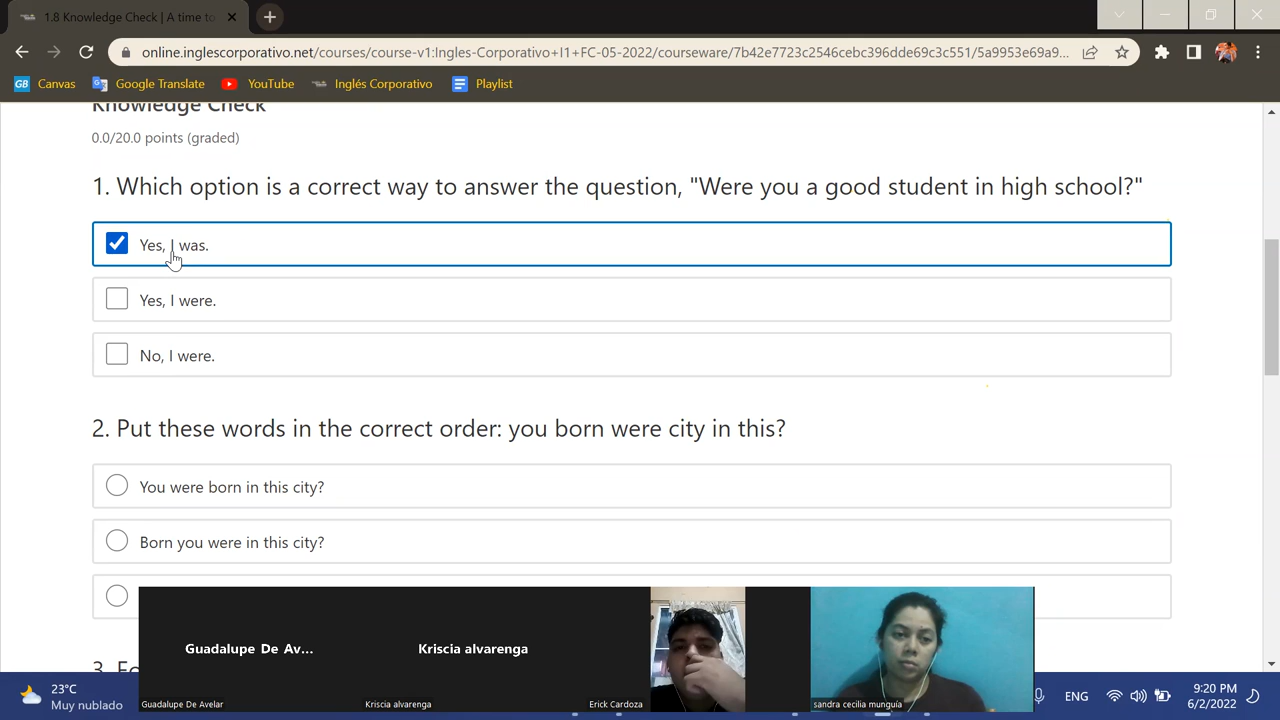 1.8 Knowledge Check | A time to
online.inglescorporativo.net/courses/course-v1:Ingles-Corporativo+I1+FC-05-2022/courseware/7b42e7723c2546cebc396dde69c3c551/5a9953e69a9...
GB Canvas Google Translate YouTube Inglés Corporativo Playlist
Knowledge Check
0.0/20.0 points (graded)
1. Which option is a correct way to answer the question, "Were you a good student in high school?"
Yes, I was.
Yes, I were.
No, I were.
2. Put these words in the correct order: you born were city in this?
You were born in this city?
Born you were in this city?
Guadalupe De Av... Kriscia alvarenga
3. Fo
Guadalupe De Avelar Kriscia alvarenga Erick Cardoza sandra cecilia munguía
23°C
Muy nublado
ENG
9:20 PM
6/2/2022